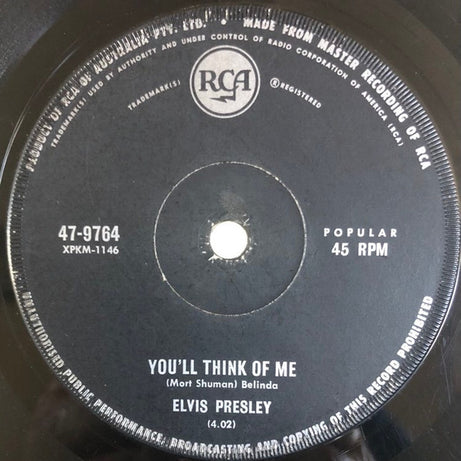 PRODUCT OF RCA OF AUSTRALIA PTY. LTD. • MADE FROM MASTER RECORDING OF RCA
TRADEMARK(S) USED BY AUTHORITY AND UNDER CONTROL OF RADIO CORPORATION OF AMERICA (RCA)
RCA
TRADEMARK(S)
® REGISTERED
47-9764
XPKM-1146
POPULAR
45 RPM
YOU'LL THINK OF ME
(Mort Shuman) Belinda
ELVIS PRESLEY
(4.02)
UNAUTHORISED PUBLIC PERFORMANCE, BROADCASTING AND COPYING OF THIS RECORD PROHIBITED